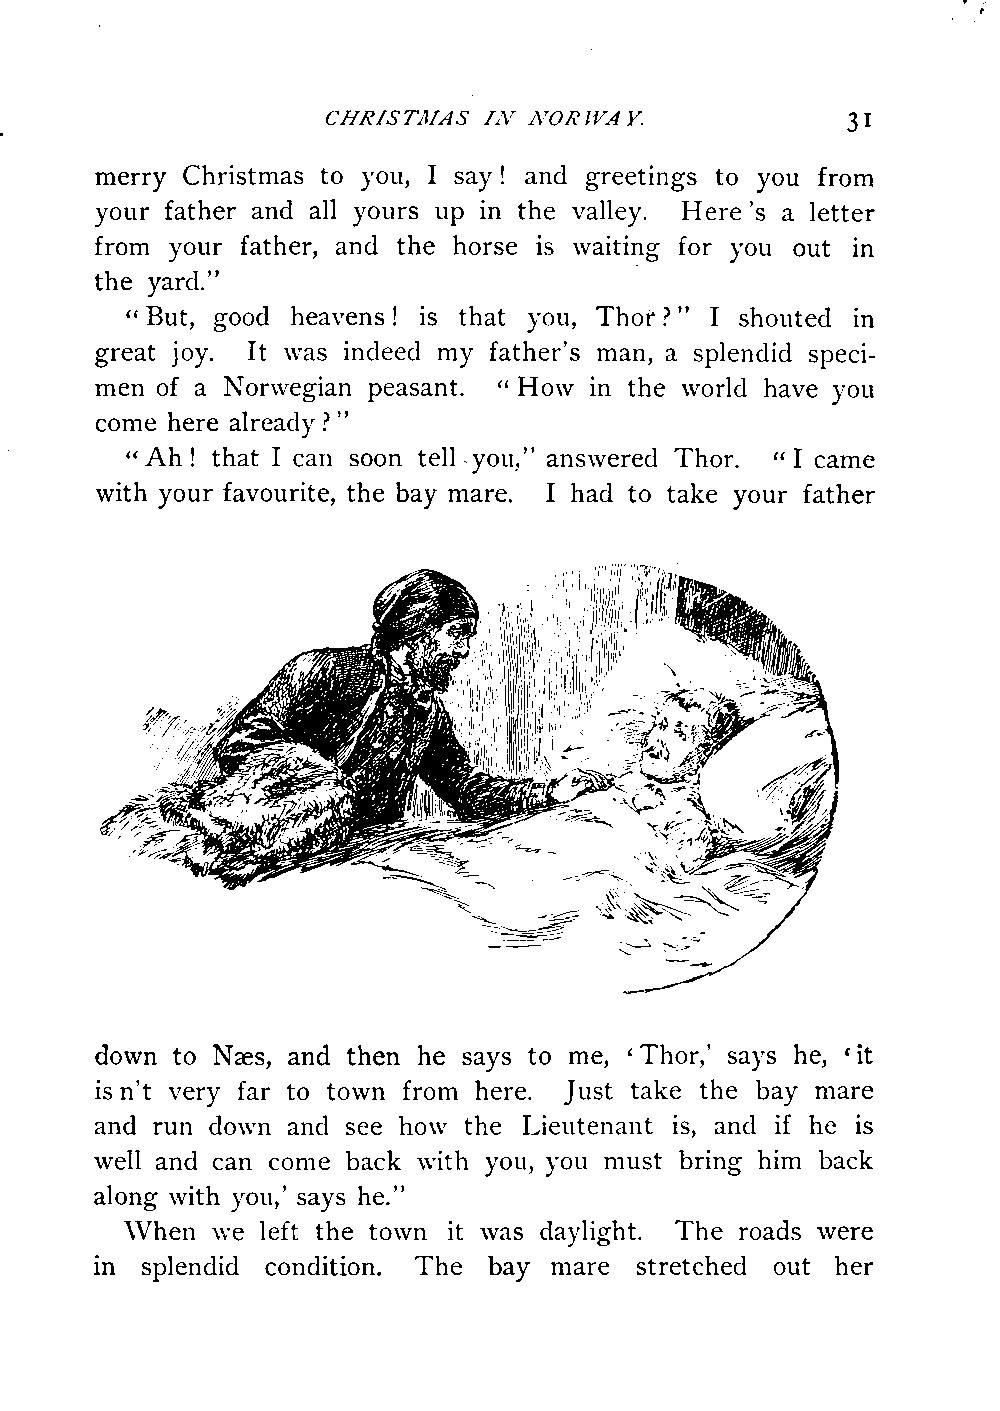 CHRISTMAS IN NORWAY. 31
merry Christmas to you, I say! and greetings to you from
your father and all yours up in the valley. Here's a letter
from your father, and the horse is waiting for you out in
the yard."
"But, good heavens! is that you, Thor?" I shouted in
great joy. It was indeed my father's man, a splendid speci-
men of a Norwegian peasant. "How in the world have you
come here already?"
"Ah! that I can soon tell you," answered Thor. "I came
with your favourite, the bay mare. I had to take your father
down to Næs, and then he says to me, 'Thor,' says he, 'it
isn't very far to town from here. Just take the bay mare
and run down and see how the Lieutenant is, and if he is
well and can come back with you, you must bring him back
along with you,' says he."
When we left the town it was daylight. The roads were
in splendid condition. The bay mare stretched out her